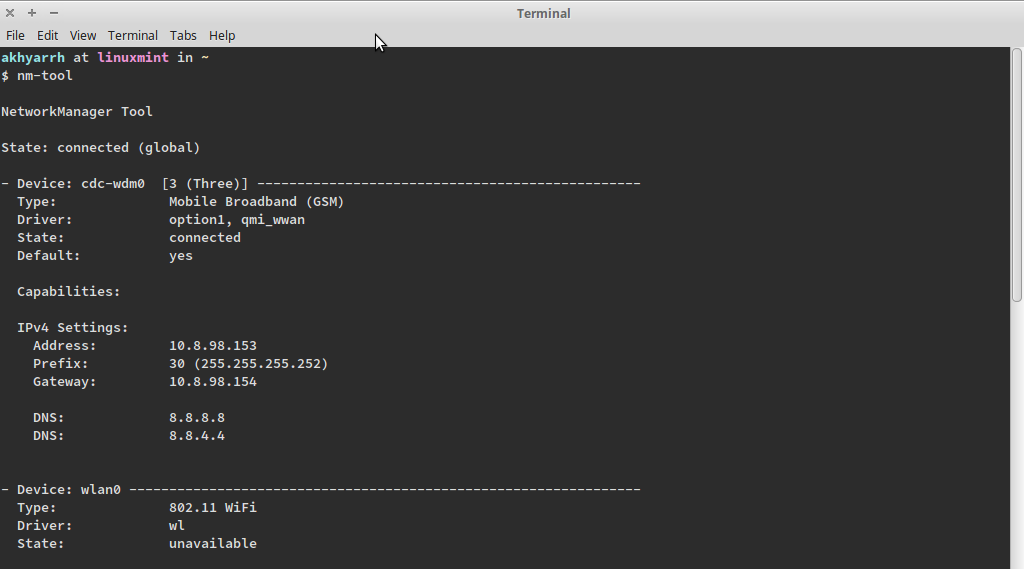 Terminal
File Edit View Terminal Tabs Help
akhyarrh at linuxmint in ~
$ nm-tool
NetworkManager Tool
State: connected (global)
- Device: cdc-wdm0  [3 (Three)] ------------------------------------------------
  Type:              Mobile Broadband (GSM)
  Driver:            option1, qmi_wwan
  State:             connected
  Default:           yes
  Capabilities:
  IPv4 Settings:
    Address:         10.8.98.153
    Prefix:          30 (255.255.255.252)
    Gateway:         10.8.98.154
    DNS:             8.8.8.8
    DNS:             8.8.4.4
- Device: wlan0 ----------------------------------------------------------------
  Type:              802.11 WiFi
  Driver:            wl
  State:             unavailable